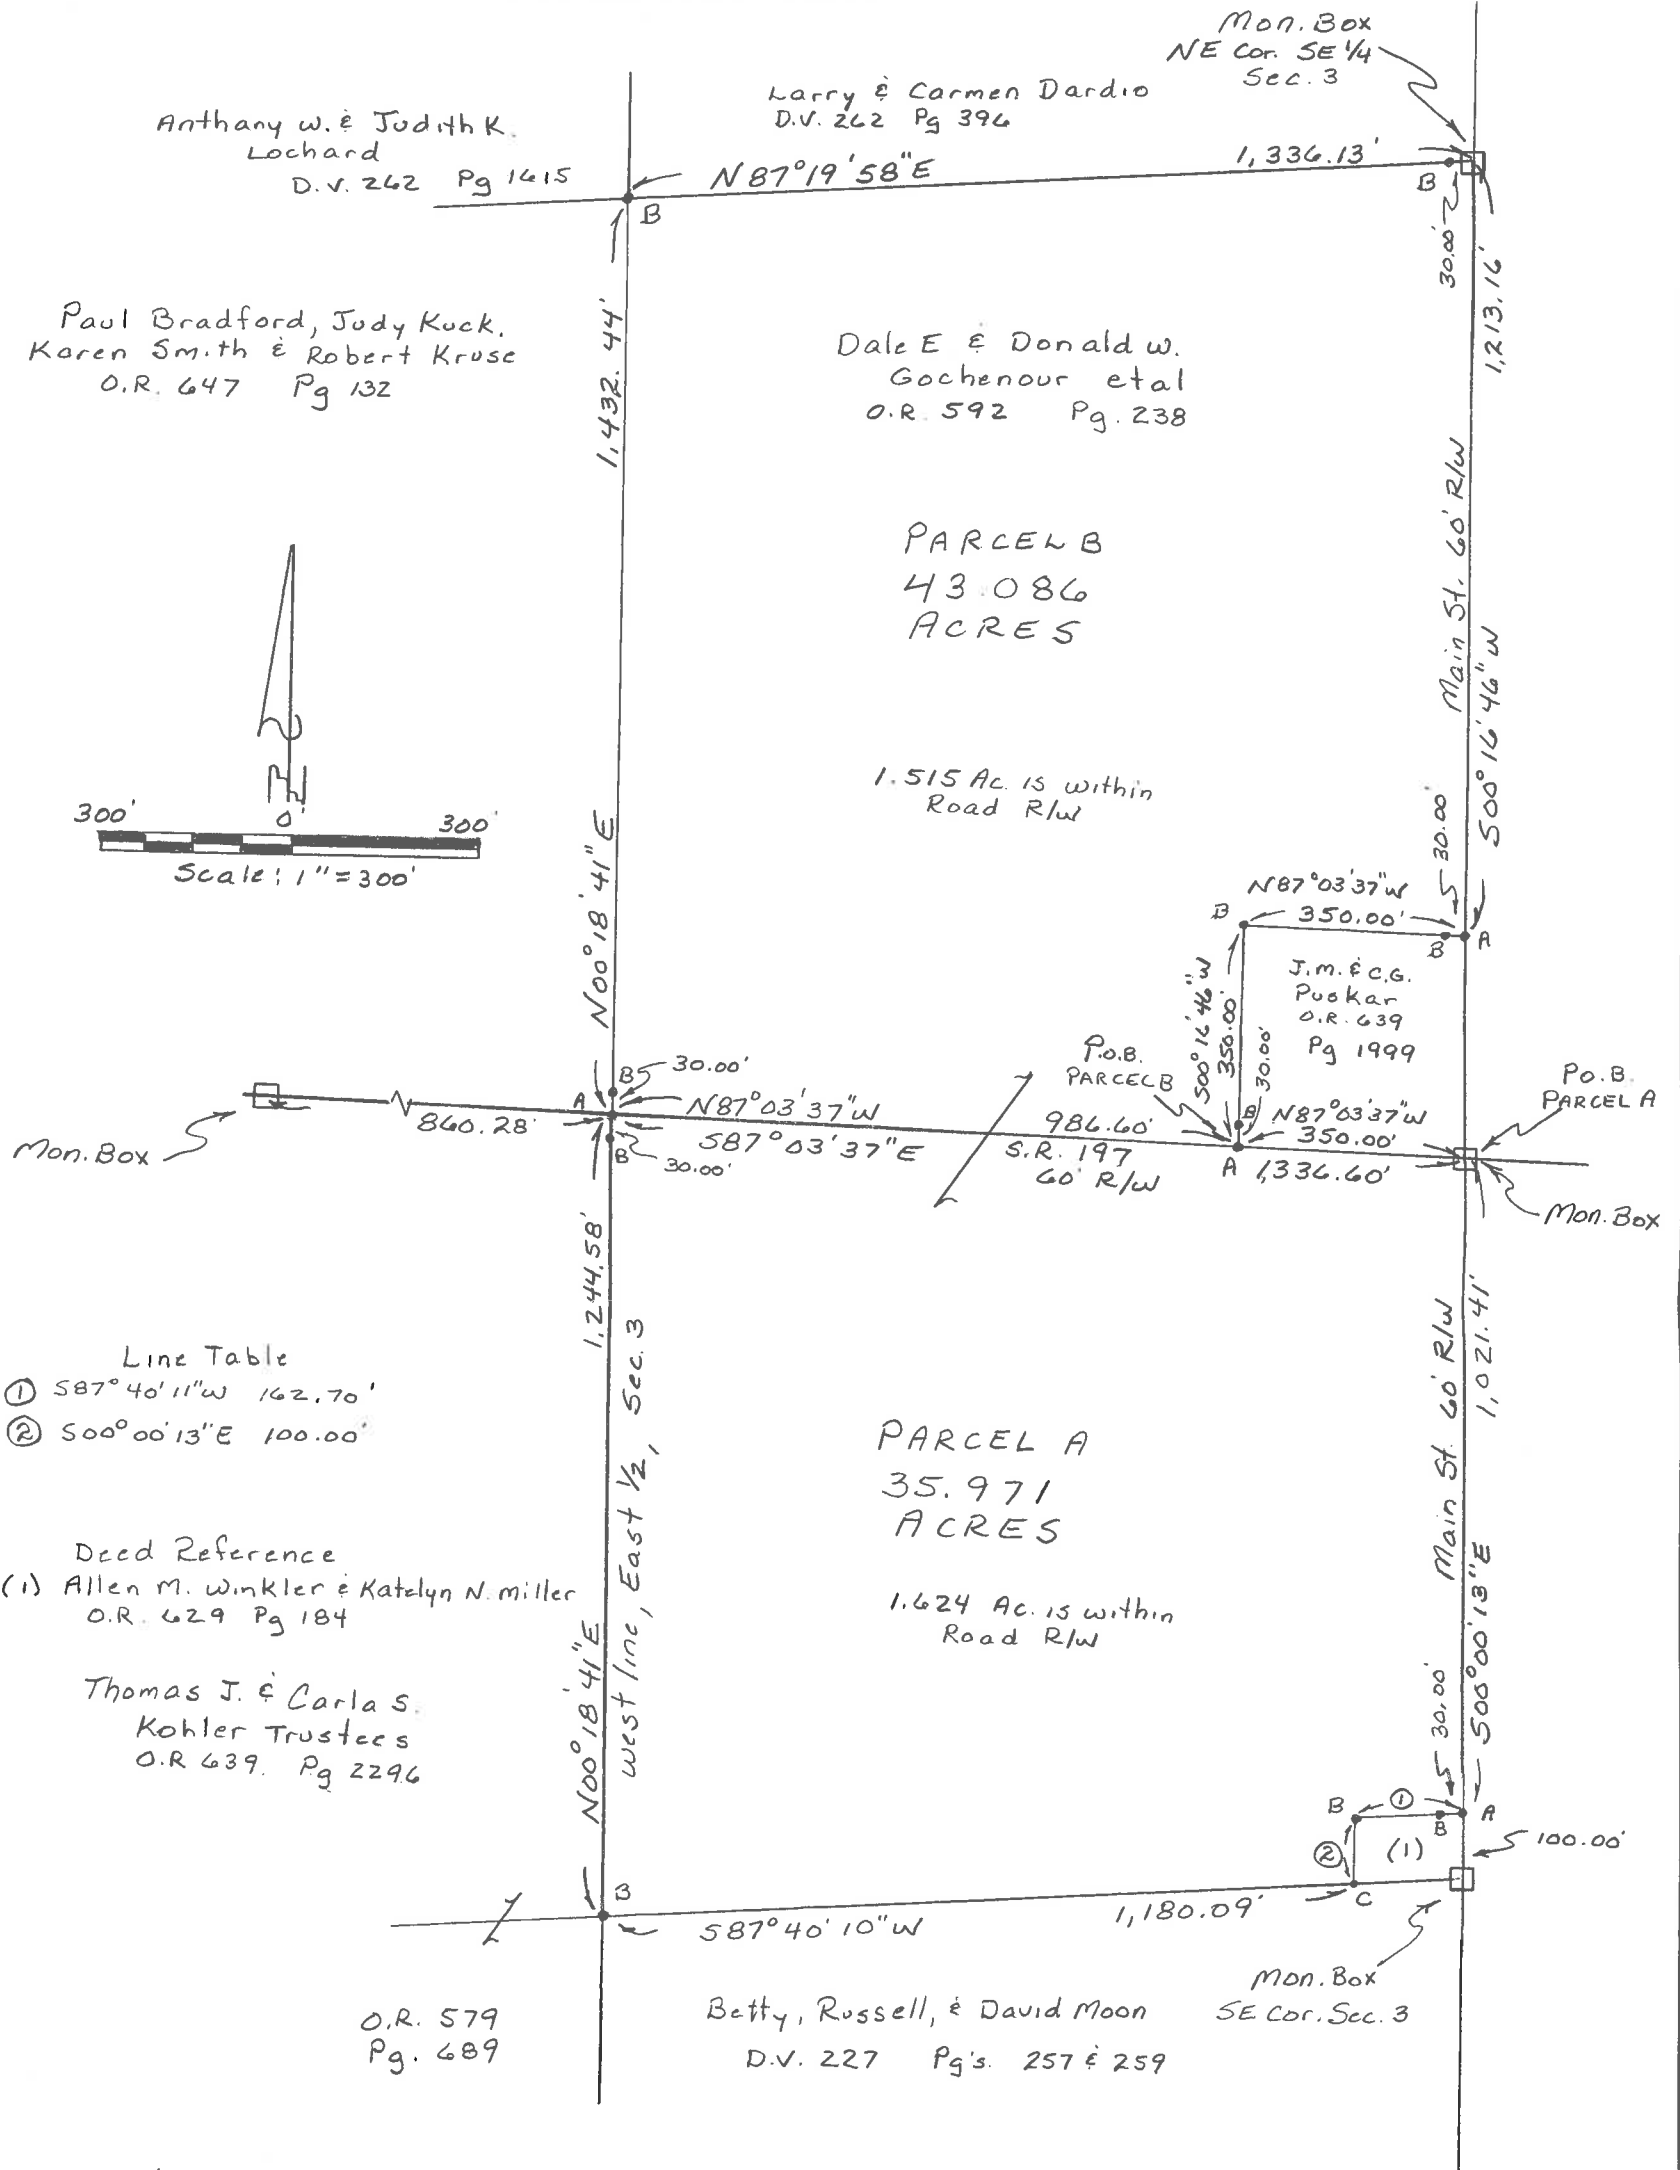 Mon. Box
NE Cor. SE 1/4
Sec. 3
Larry & Carmen Dardio
D.V. 262 Pg 396
Anthany W. & Judith K.
Lochard
D.V. 262 Pg 1615
N87°19'58"E
1,336.13'
B
B
30.00'
1,213.16'
Paul Bradford, Judy Kuck,
Karen Smith & Robert Kruse
O.R. 647 Pg 132
1,432.44'
Dale E & Donald W.
Gochenour etal
O.R. 592 Pg. 238
Main St. 60' R/W
PARCEL B
43.086
ACRES
S00°16'46"W
1.515 Ac. is within
Road R/W
N
300' 0' 300'
Scale: 1"=300'
N00°18'41"E
30.00
N87°03'37"W
350.00'
B
B
A
J.M. & C.G.
Puskar
O.R. 639
Pg 1999
S00°16'46"W
350.00'
30.00'
P.O.B.
PARCEL B
P.O.B.
PARCEL A
B
30.00'
A
N87°03'37"W
860.28'
S87°03'37"E
B
30.00'
986.60'
S.R. 197
60' R/W
B
N87°03'37"W
350.00'
A
1,336.60'
Mon. Box
Mon. Box
1,244.58'
1,021.41'
Main St. 60' R/W
West line, East 1/2, Sec. 3
Line Table
① S87°40'11"W 162.70'
② S00°00'13"E 100.00'
PARCEL A
35.971
ACRES
Deed Reference
(1) Allen M. Winkler & Katelyn N. Miller
O.R. 629 Pg 184
1.624 Ac. is within
Road R/W
N00°18'41"E
S00°00'13"E
Thomas J. & Carla S.
Kohler Trustees
O.R 639. Pg 2296
30.00'
B
①
B
A
②
(1)
100.00'
B
C
S87°40'10"W
1,180.09'
Mon. Box
SE Cor. Sec. 3
O.R. 579
Pg. 689
Betty, Russell, & David Moon
D.V. 227 Pg's. 257 & 259